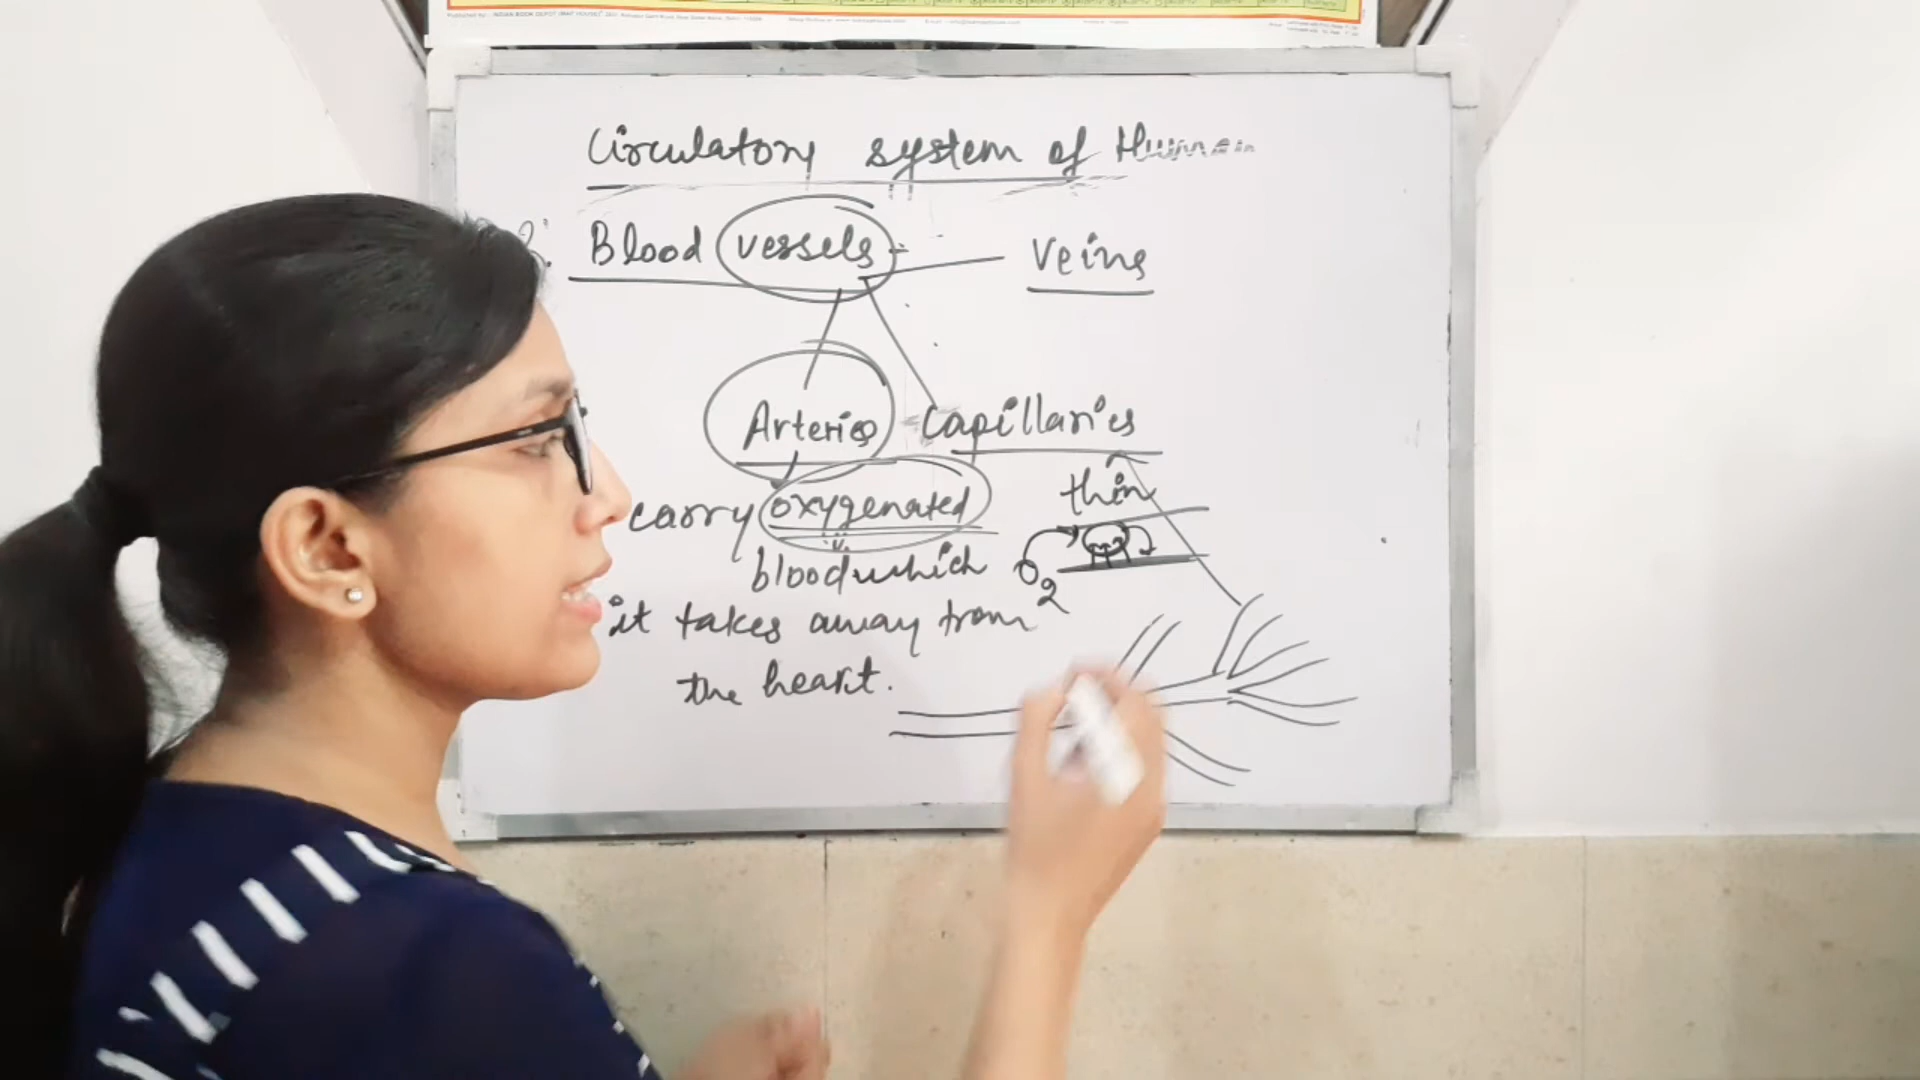 Circulatory system of Human
Blood vessels - Veins
Arteries Capillaries
carry oxygenated thin
blood which O2
it takes away from
the heart.